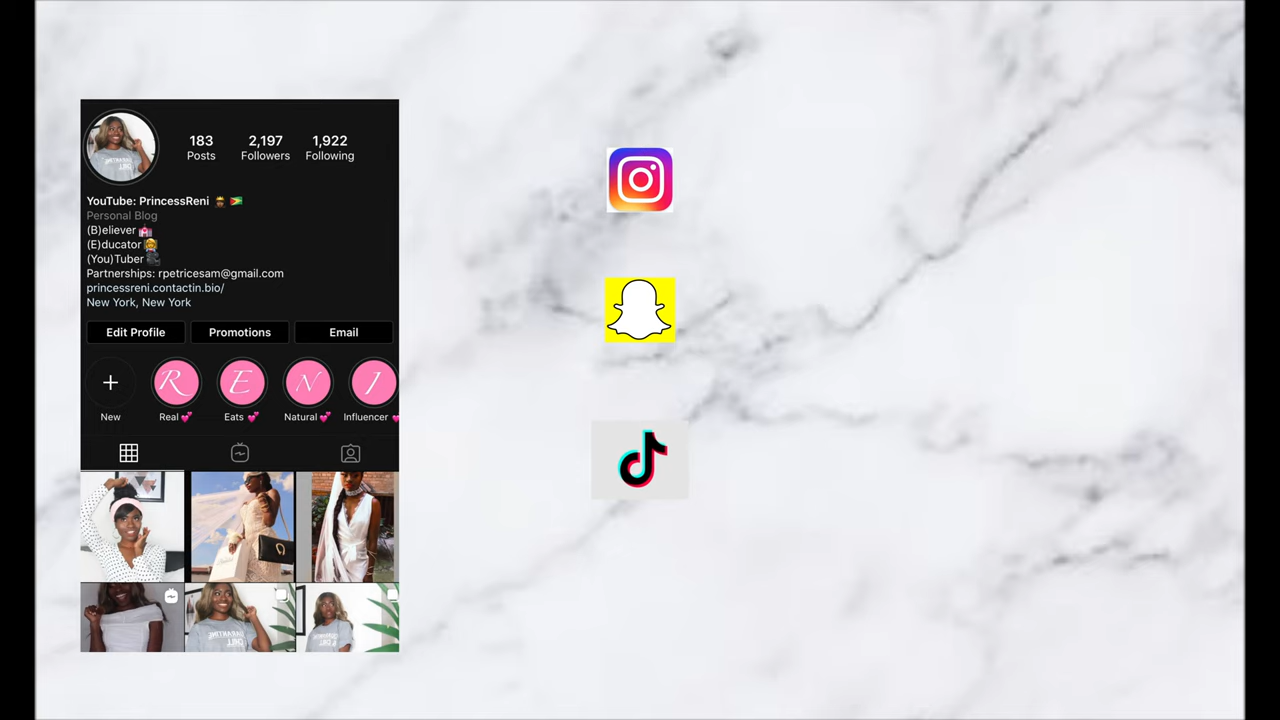 183 2,197 1,922
Posts Followers Following
YouTube: PrincessReni
Personal Blog
(B)eliever
(E)ducator
(You)Tuber
Partnerships: rpetricesam@gmail.com
princessreni.contactin.bio/
New York, New York
Edit Profile Promotions Email
R E N I
New Real Eats Natural Influencer